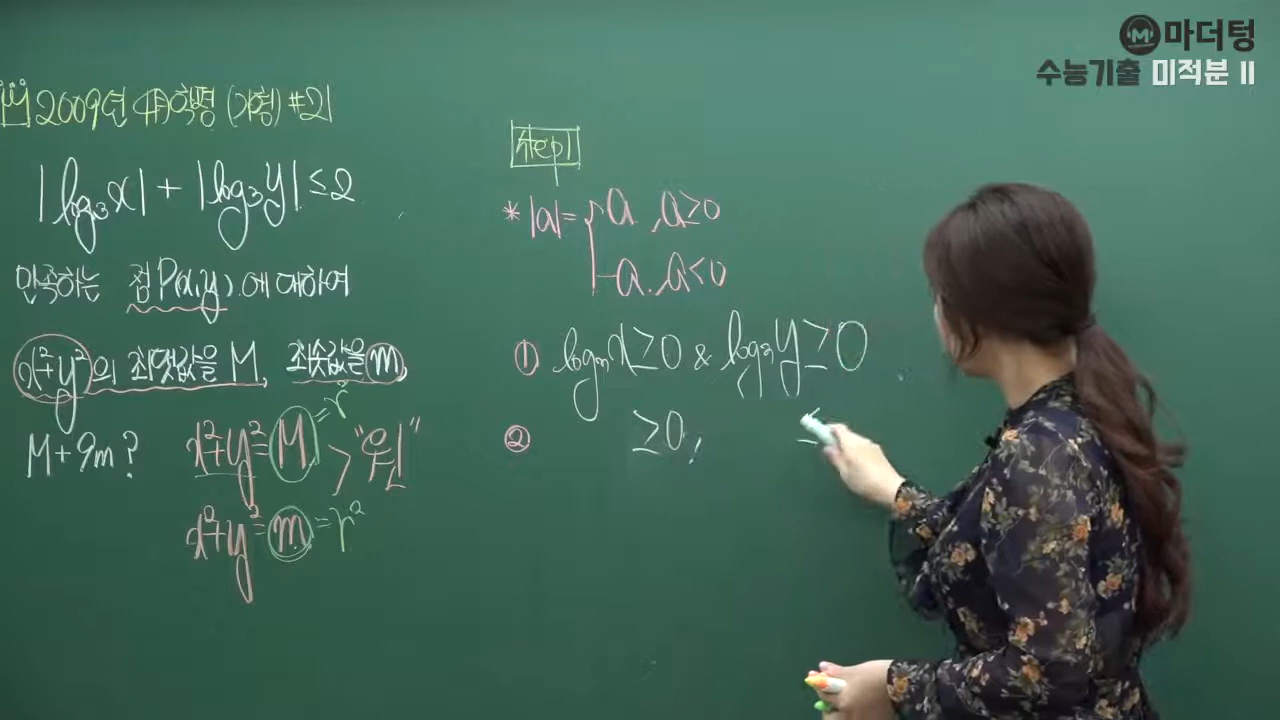 마더텅
수능기출 미적분 II
2009년 4月학평 (가형) #21
|log₃x| + |log₃y| ≤ 2
만족하는 점 P(x,y)에 대하여
x²+y²의 최댓값을 M, 최솟값을 m,
M+9m? x²+y²=M=r² > "원"
x²+y²=m=r²
step1
* |a|= a, a≥0
-a, a<0
① log₃x≥0 & log₃y≥0
② ≥0,